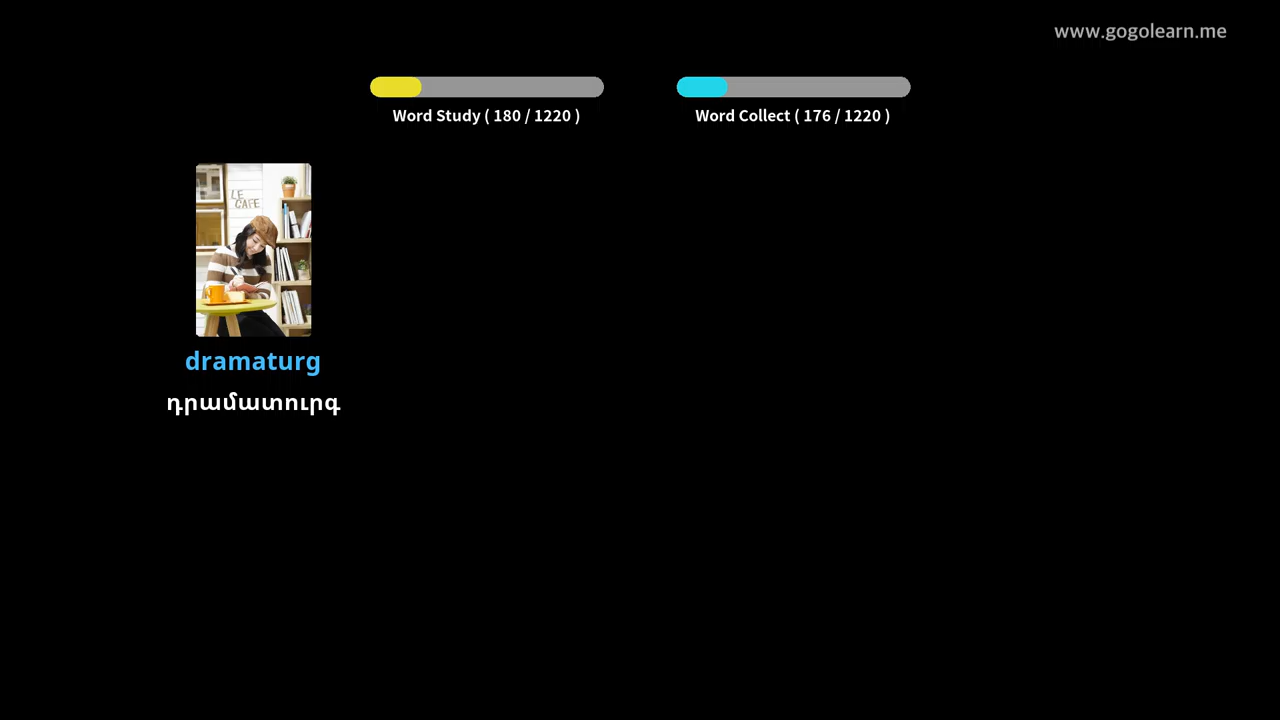 www.gogolearn.me
Word Study ( 180 / 1220 )
Word Collect ( 176 / 1220 )
LE
CAFE
dramaturg
դրամատուրգ